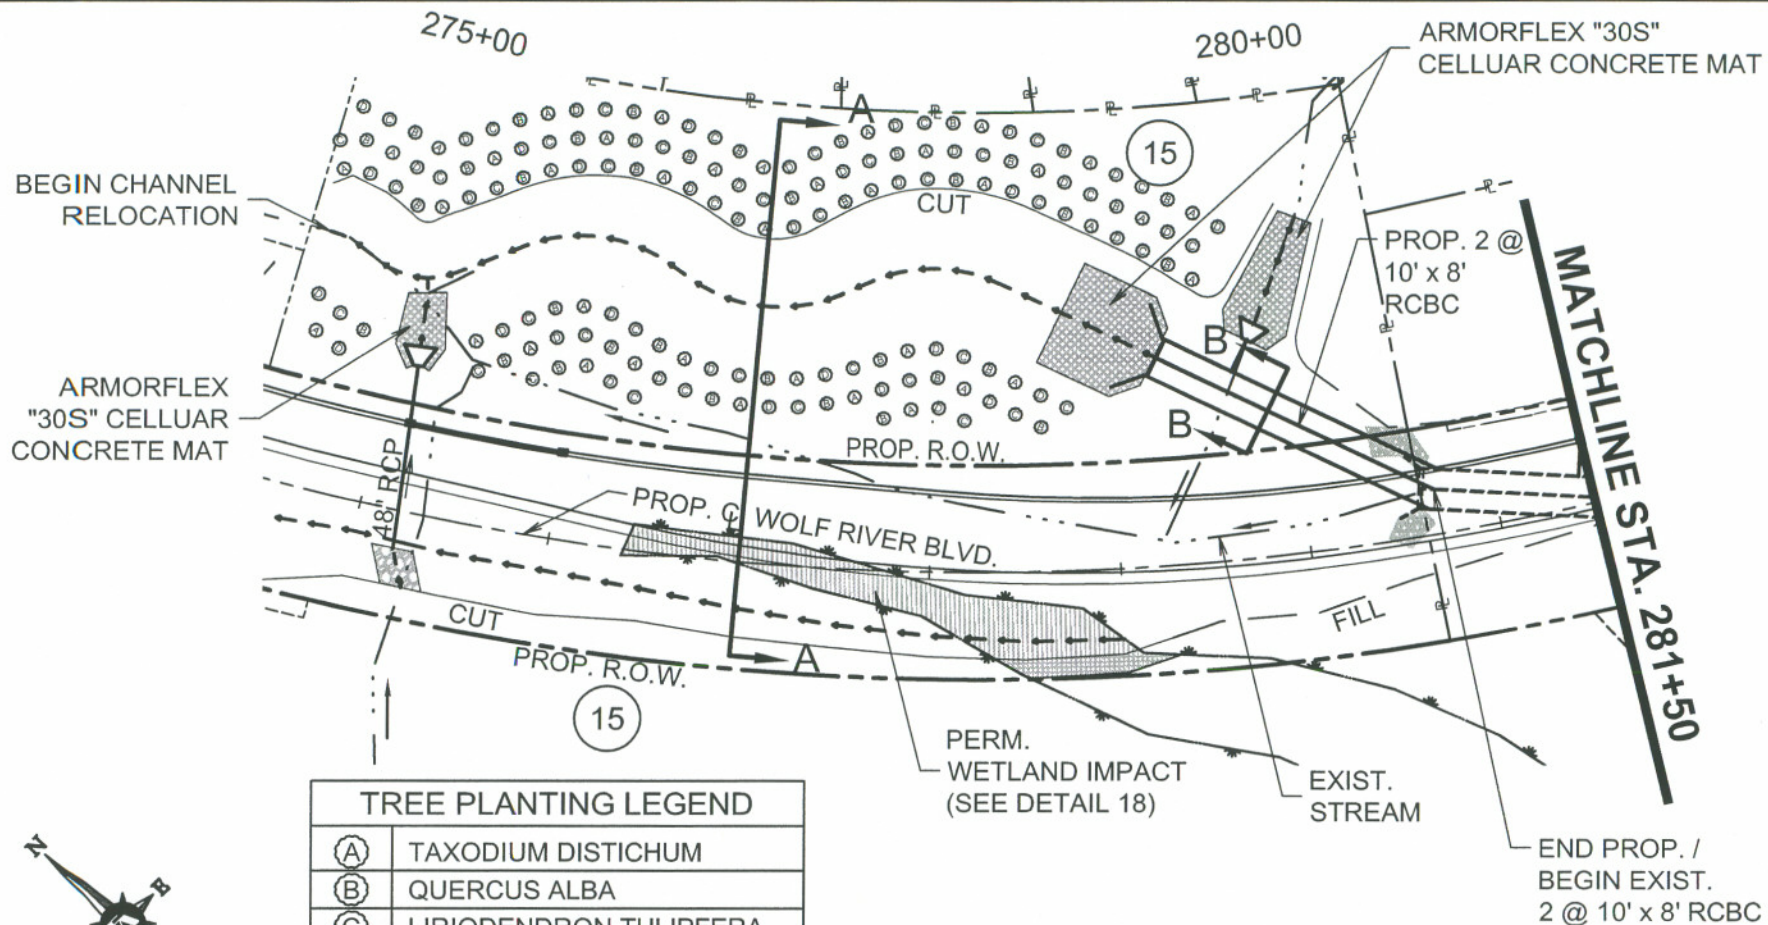 275+00
280+00
ARMORFLEX "30S"
CELLUAR CONCRETE MAT
A
15
BEGIN CHANNEL
RELOCATION
CUT
PROP. 2 @
10' x 8'
RCBC
B
B
MATCHLINE STA. 281+50
ARMORFLEX
"30S" CELLUAR
CONCRETE MAT
18" RCP
PROP. R.O.W.
PROP. ℄ WOLF RIVER BLVD.
CUT
FILL
A
PROP. R.O.W.
15
PERM.
WETLAND IMPACT
(SEE DETAIL 18)
EXIST.
STREAM
END PROP. /
BEGIN EXIST.
2 @ 10' x 8' RCBC
TREE PLANTING LEGEND
A TAXODIUM DISTICHUM
B QUERCUS ALBA
C LIRIODENDRON TULIPFERA
N